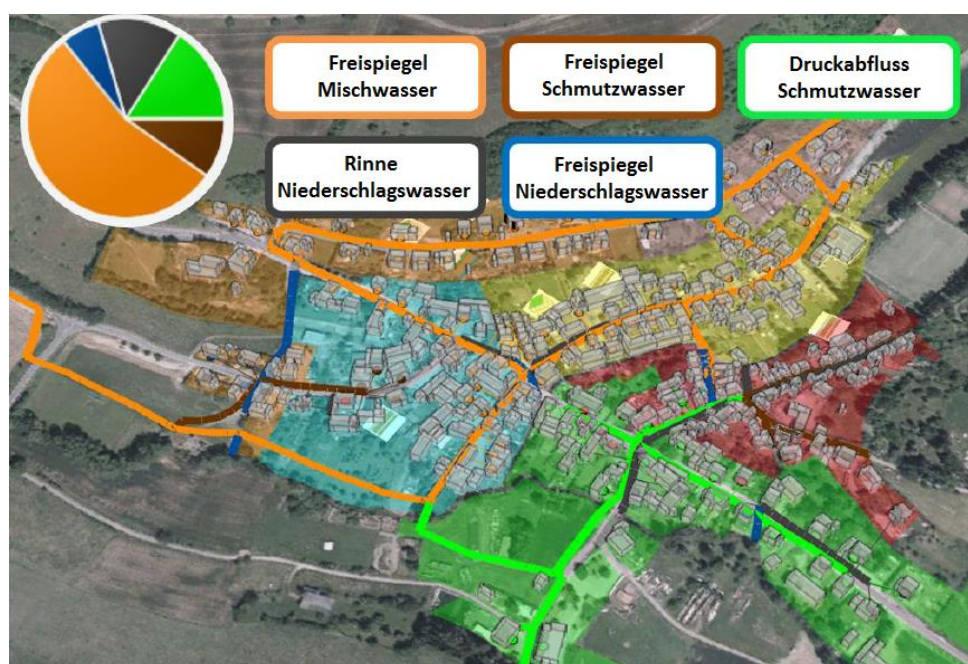 Freispiegel
Mischwasser
Freispiegel
Schmutzwasser
Druckabfluss
Schmutzwasser
Rinne
Niederschlagswasser
Freispiegel
Niederschlagswasser